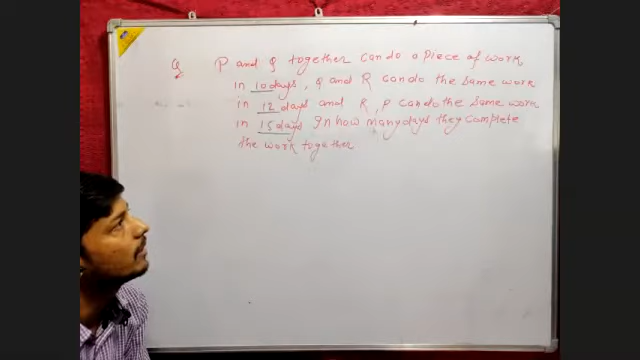 Q P and Q together can do a piece of work
in 10 days, Q and R can do the same work
in 12 days and R, P can do the same work
in 15 days In how many days they complete
the work together